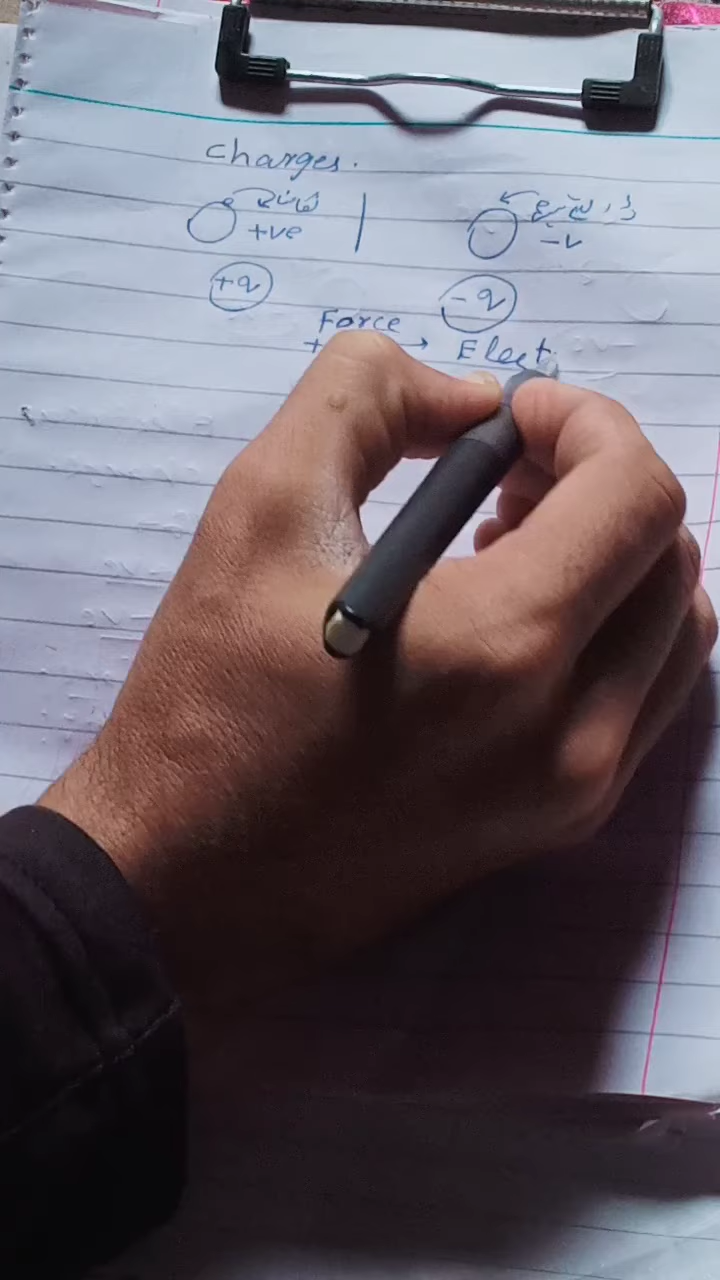 Charges.
+ve
-v
+q -q
Force
+ → Elect